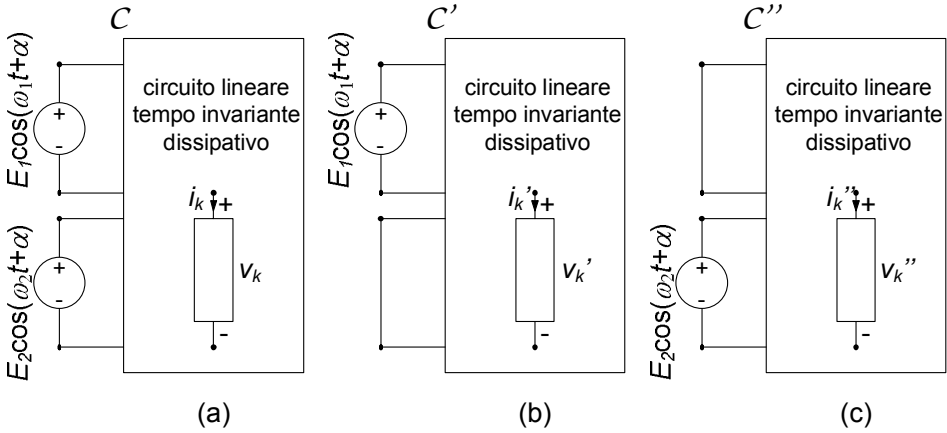 C
E1cos(ω1t+α)
+
-
E2cos(ω2t+α)
+
-
circuito lineare
tempo invariante
dissipativo
ik
+
vk
-
(a)
C’
E1cos(ω1t+α)
+
-
circuito lineare
tempo invariante
dissipativo
ik’
+
vk’
-
(b)
C’’
E2cos(ω2t+α)
+
-
circuito lineare
tempo invariante
dissipativo
ik’’
+
vk’’
-
(c)